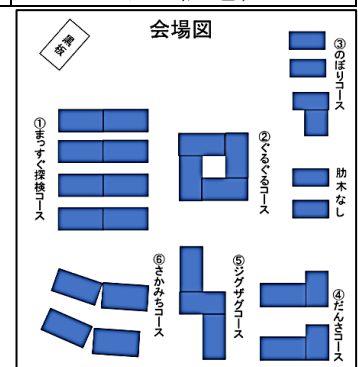 会場図
黒板
①まっすぐ探検コース
②ぐるぐるコース
③のぼりコース
肋木なし
④だんさコース
⑤ジグザグコース
⑥さかみちコース